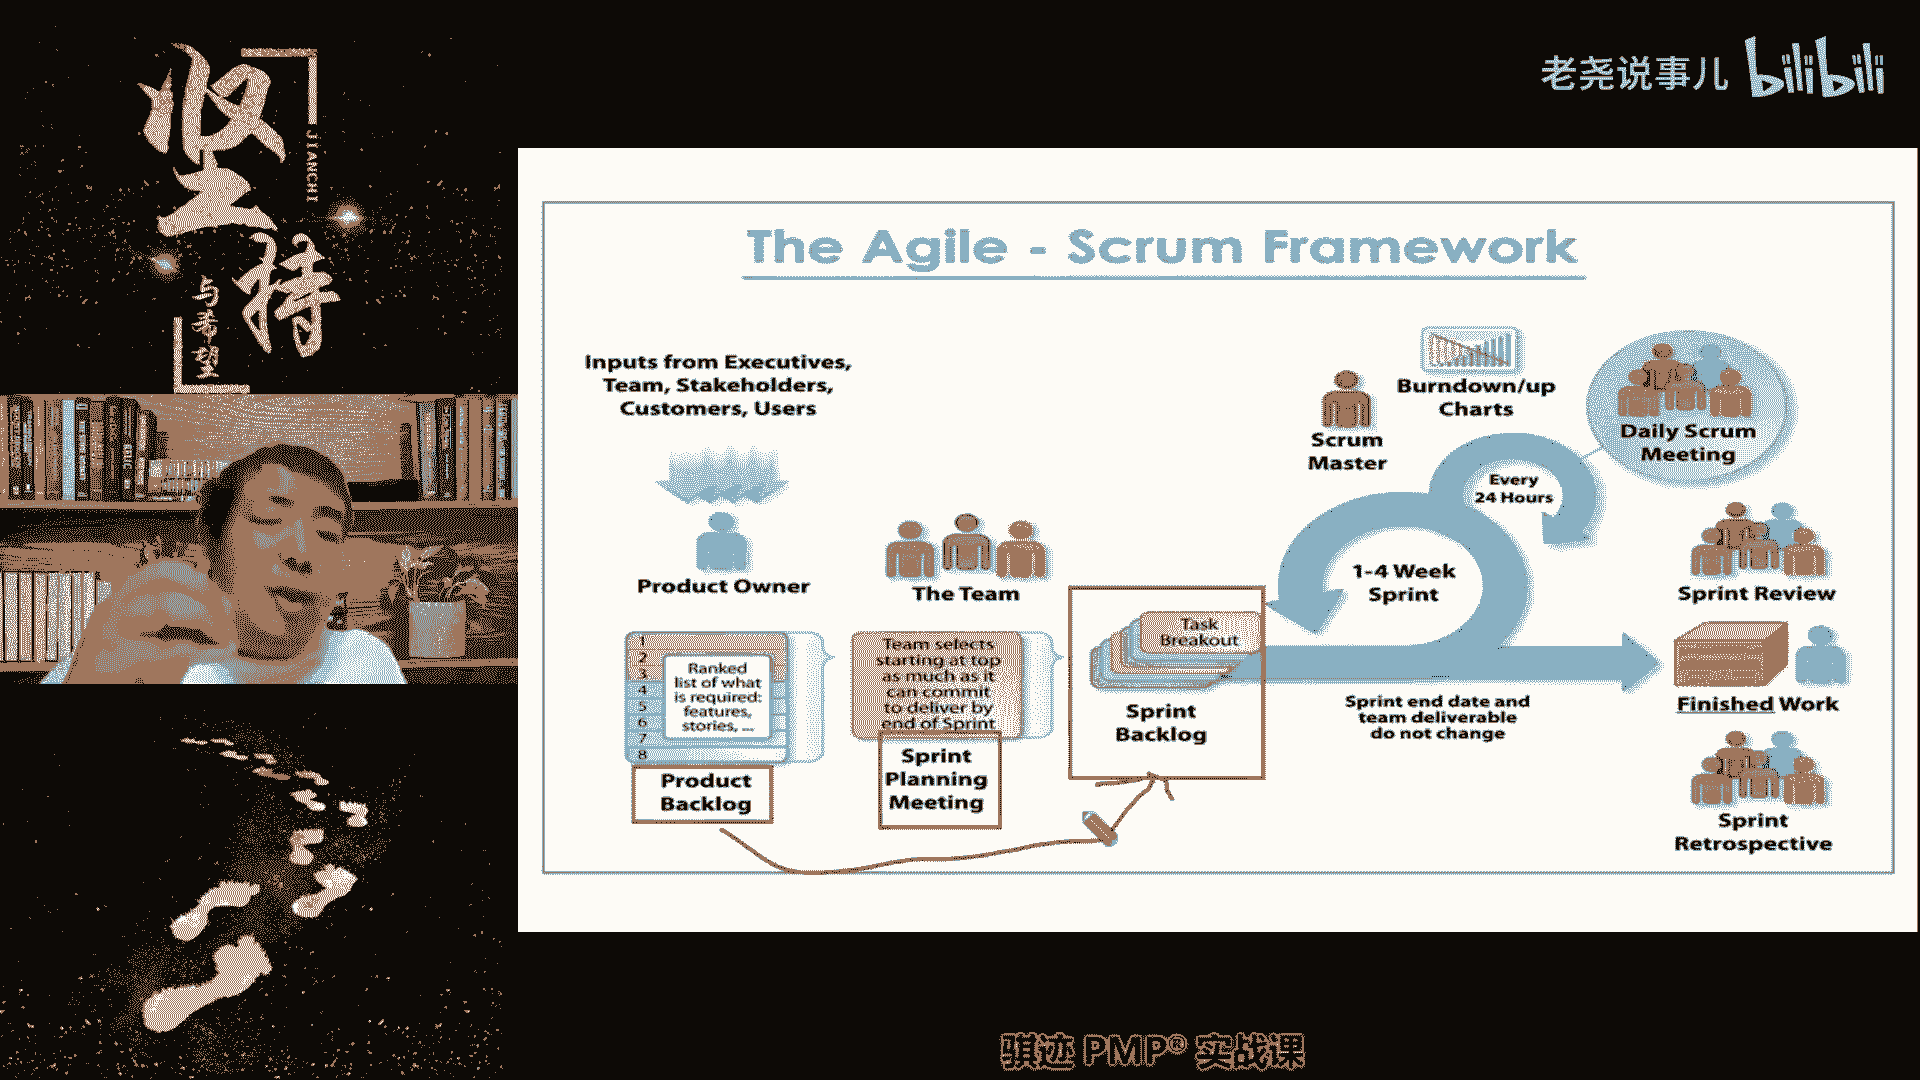 坚持
JIANCHI
与希望
老尧说事儿 bilibili
The Agile - Scrum Framework
Inputs from Executives,
Team, Stakeholders,
Customers, Users
Product Owner
The Team
1
2
3
4
5
6
7
8
Ranked
list of what
is required:
features,
stories, ...
Product
Backlog
Team selects
starting at top
as much as it
can commit
to deliver by
end of Sprint
Sprint
Planning
Meeting
Task
Breakout
Sprint
Backlog
Scrum
Master
Burndown/up
Charts
Every
24 Hours
Daily Scrum
Meeting
1-4 Week
Sprint
Sprint end date and
team deliverable
do not change
Sprint Review
Finished Work
Sprint
Retrospective
骐迹 PMP® 实战课